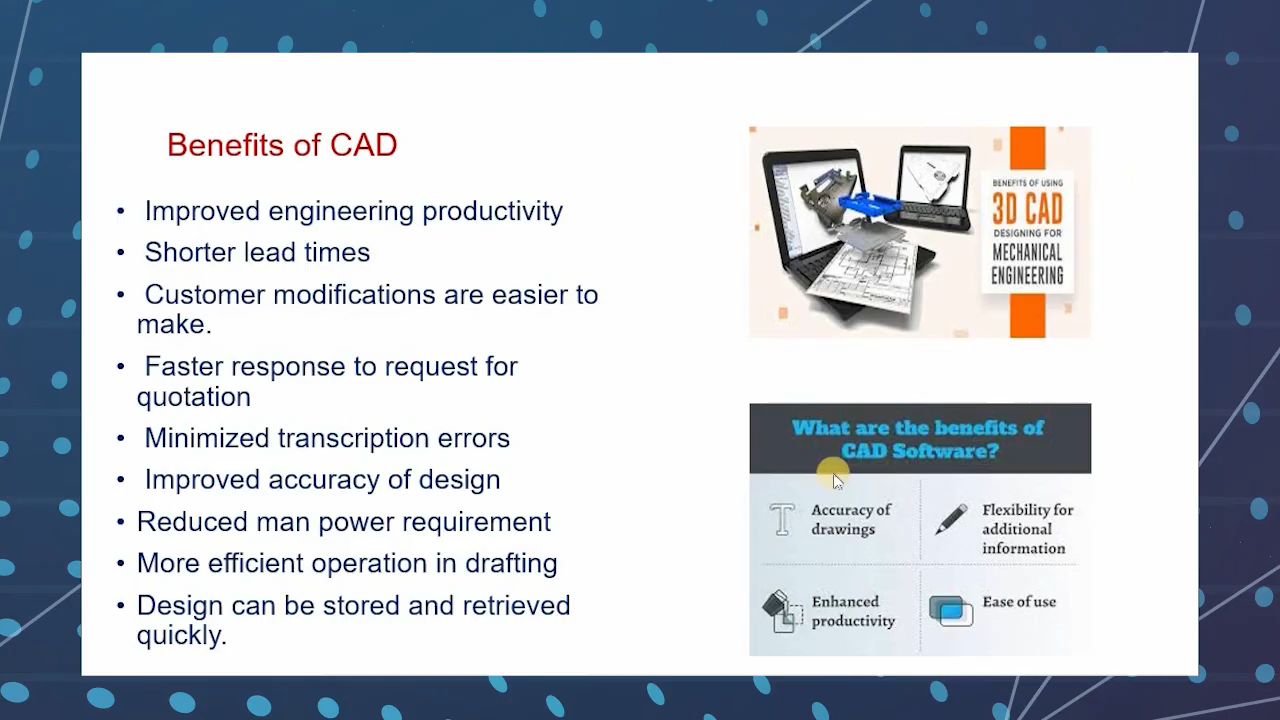 Benefits of CAD
• Improved engineering productivity
• Shorter lead times
• Customer modifications are easier to
make.
• Faster response to request for
quotation
• Minimized transcription errors
• Improved accuracy of design
• Reduced man power requirement
• More efficient operation in drafting
• Design can be stored and retrieved
quickly.
BENEFITS OF USING
3D CAD
DESIGNING FOR
MECHANICAL
ENGINEERING
What are the benefits of
CAD Software?
Accuracy of
drawings
Flexibility for
additional
information
Enhanced
productivity
Ease of use